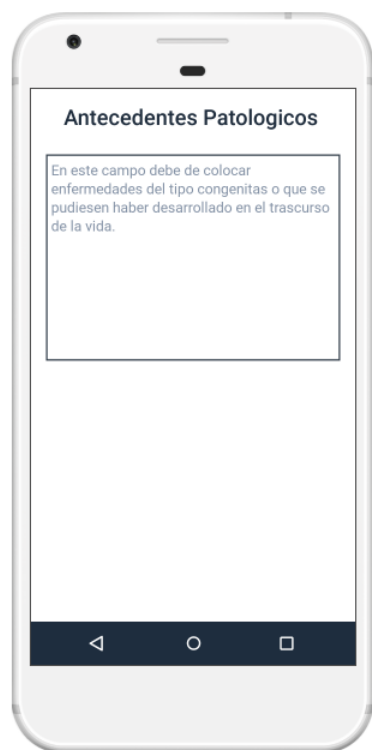 Antecedentes Patologicos
En este campo debe de colocar
enfermedades del tipo congenitas o que se
pudiesen haber desarrollado en el trascurso
de la vida.